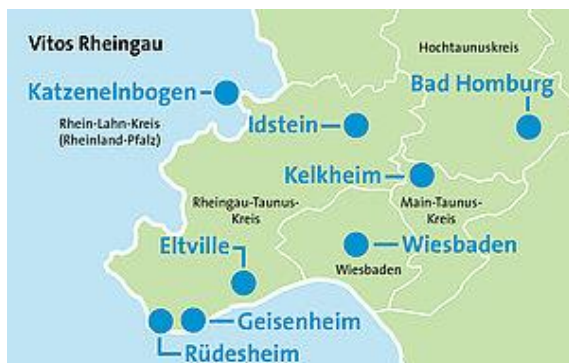 Vitos Rheingau
Hochtaunuskreis
Bad Homburg
Katzenelnbogen
Rhein-Lahn-Kreis
(Rheinland-Pfalz)
Idstein
Kelkheim
Rheingau-Taunus-
Kreis
Main-Taunus-
Kreis
Eltville
Wiesbaden
Wiesbaden
Geisenheim
Rüdesheim